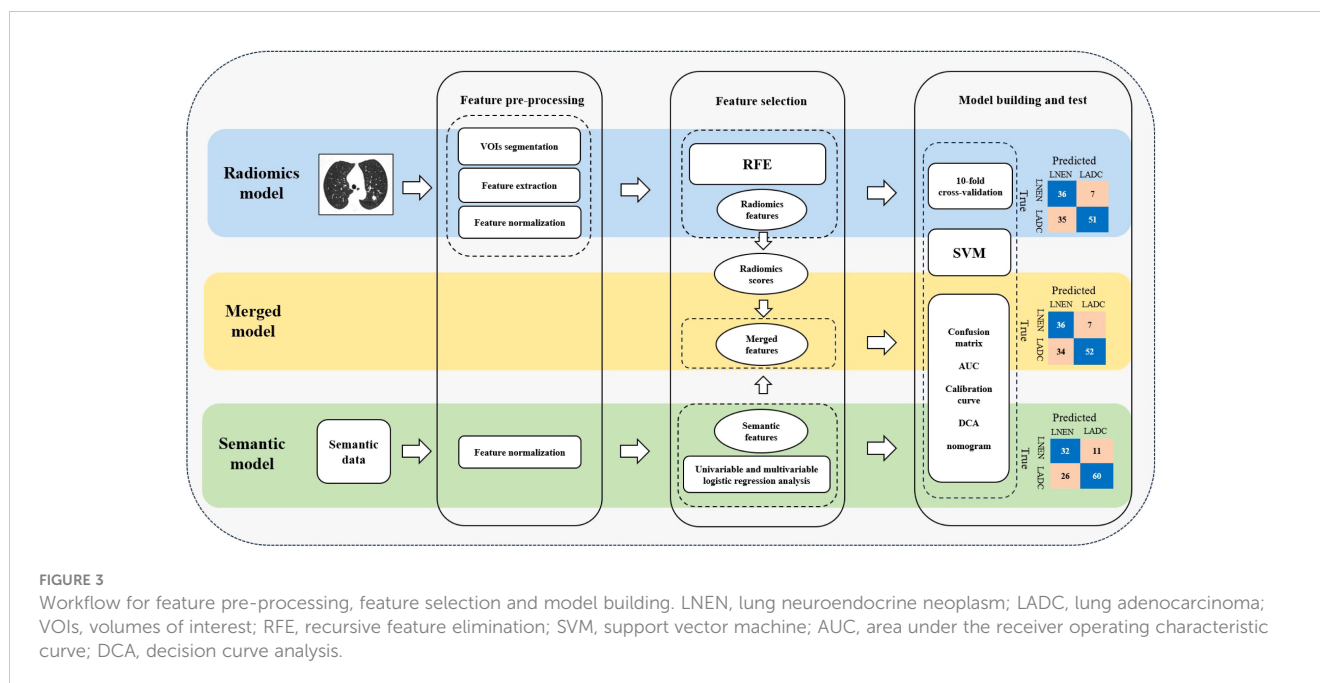 Feature pre-processing
Feature selection
Model building and test
Radiomics
model
VOIs segmentation
Feature extraction
Feature normalization
RFE
Radiomics
features
10-fold
cross-validation
Predicted
LNEN LADC
True
LNEN
LADC
36 7
35 51
Radiomics
scores
SVM
Merged
model
Merged
features
Confusion
matrix
AUC
Calibration
curve
DCA
nomogram
Predicted
LNEN LADC
True
LNEN
LADC
36 7
34 52
Semantic
model
Semantic
data
Feature normalization
Semantic
features
Univariable and multivariable
logistic regression analysis
Predicted
LNEN LADC
True
LNEN
LADC
32 11
26 60
FIGURE 3
Workflow for feature pre-processing, feature selection and model building. LNEN, lung neuroendocrine neoplasm; LADC, lung adenocarcinoma;
VOIs, volumes of interest; RFE, recursive feature elimination; SVM, support vector machine; AUC, area under the receiver operating characteristic
curve; DCA, decision curve analysis.